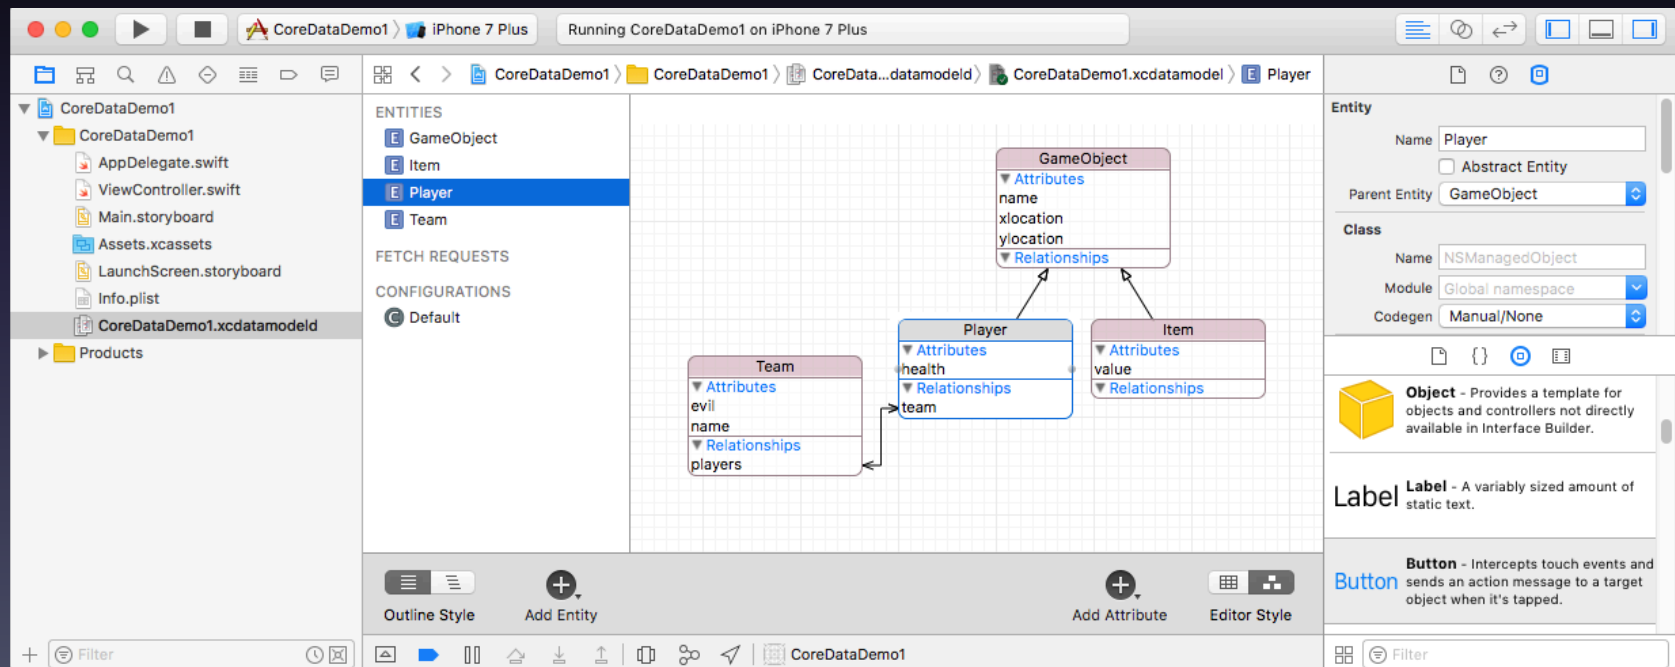 CoreDataDemo1 iPhone 7 Plus
Running CoreDataDemo1 on iPhone 7 Plus
CoreDataDemo1
CoreDataDemo1
AppDelegate.swift
ViewController.swift
Main.storyboard
Assets.xcassets
LaunchScreen.storyboard
Info.plist
CoreDataDemo1.xcdatamodeld
Products
Filter
CoreDataDemo1 CoreDataDemo1 CoreData...datamodeld CoreDataDemo1.xcdatamodel E Player
ENTITIES
E GameObject
E Item
E Player
E Team
FETCH REQUESTS
CONFIGURATIONS
C Default
GameObject
Attributes
name
xlocation
ylocation
Relationships
Player
Attributes
health
Relationships
team
Item
Attributes
value
Relationships
Team
Attributes
evil
name
Relationships
players
Outline Style
Add Entity
Add Attribute
Editor Style
CoreDataDemo1
Entity
Name Player
Abstract Entity
Parent Entity GameObject
Class
Name NSManagedObject
Module Global namespace
Codegen Manual/None
{}
Object - Provides a template for
objects and controllers not directly
available in Interface Builder.
Label
Label - A variably sized amount of
static text.
Button
Button - Intercepts touch events and
sends an action message to a target
object when it's tapped.
Filter